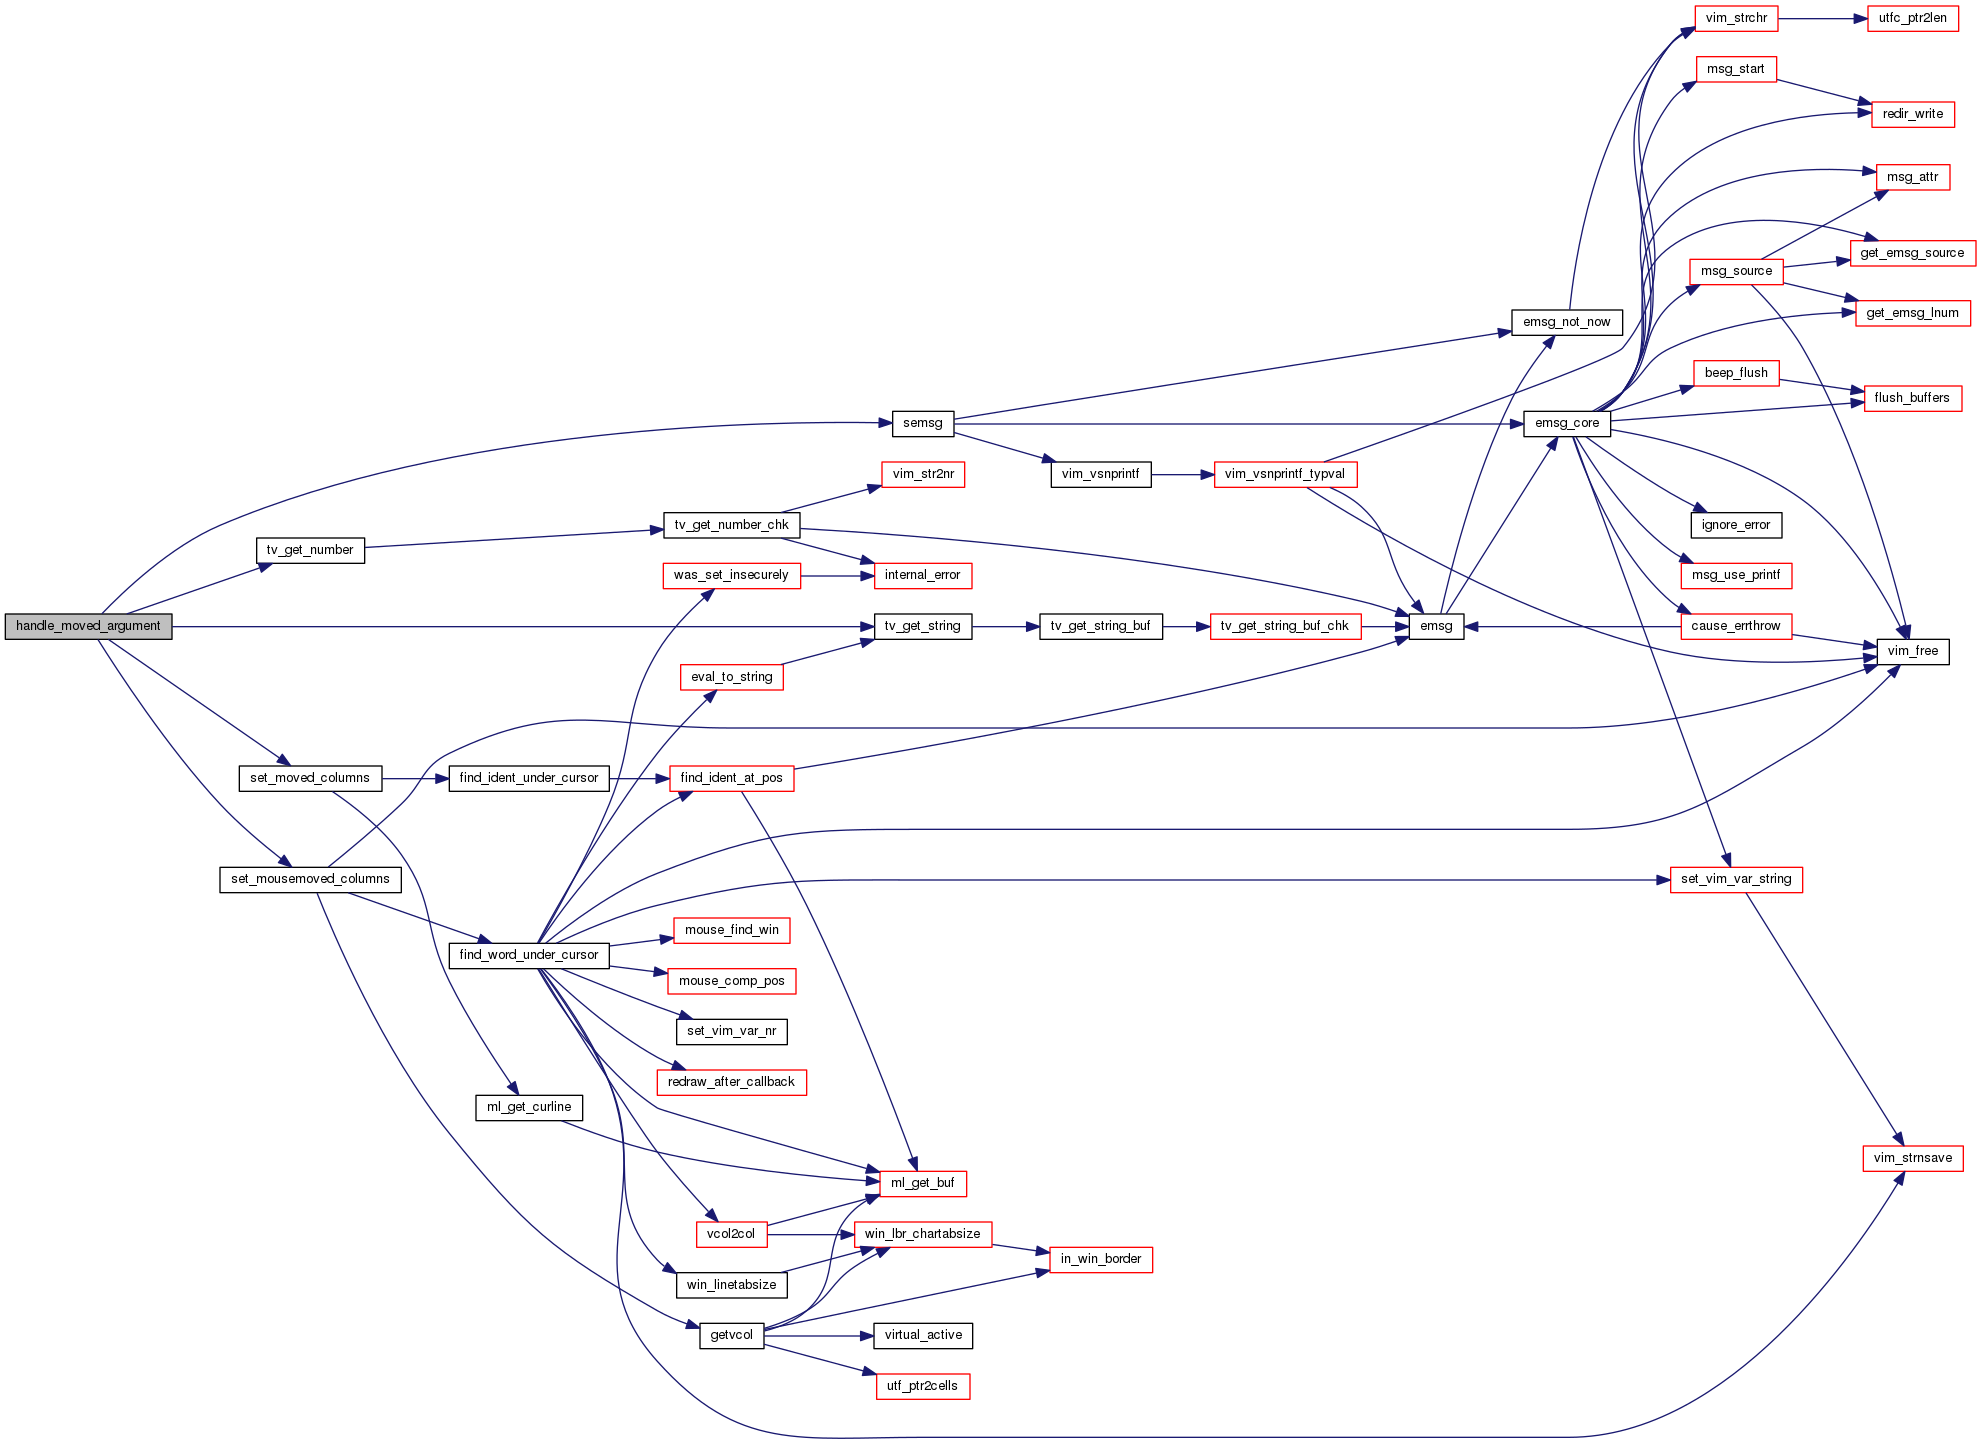 vim_strchr
utfc_ptr2len
msg_start
redir_write
msg_attr
get_emsg_source
msg_source
get_emsg_lnum
emsg_not_now
beep_flush
flush_buffers
semsg
emsg_core
vim_str2nr
vim_vsnprintf
vim_vsnprintf_typval
tv_get_number_chk
ignore_error
tv_get_number
was_set_insecurely
internal_error
msg_use_printf
handle_moved_argument
tv_get_string
tv_get_string_buf
tv_get_string_buf_chk
emsg
cause_errthrow
vim_free
eval_to_string
set_moved_columns
find_ident_under_cursor
find_ident_at_pos
set_mousemoved_columns
set_vim_var_string
mouse_find_win
find_word_under_cursor
mouse_comp_pos
set_vim_var_nr
redraw_after_callback
ml_get_curline
vim_strnsave
ml_get_buf
vcol2col
win_lbr_chartabsize
in_win_border
win_linetabsize
getvcol
virtual_active
utf_ptr2cells